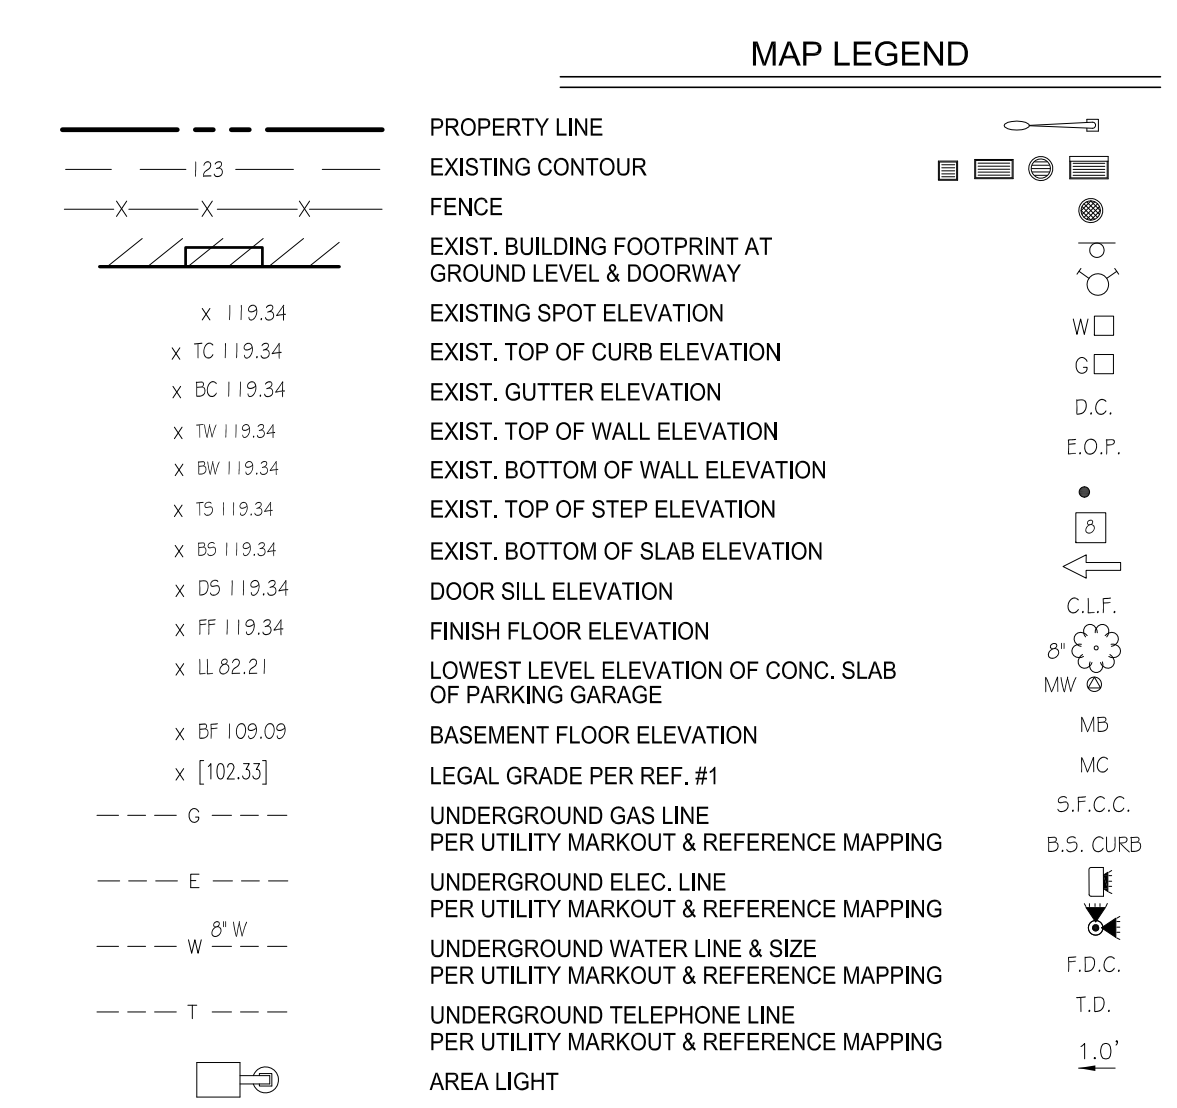 MAP LEGEND
PROPERTY LINE
123 EXISTING CONTOUR
X X X FENCE
EXIST. BUILDING FOOTPRINT AT
GROUND LEVEL & DOORWAY
x 119.34 EXISTING SPOT ELEVATION
x TC 119.34 EXIST. TOP OF CURB ELEVATION
x BC 119.34 EXIST. GUTTER ELEVATION
x TW 119.34 EXIST. TOP OF WALL ELEVATION
x BW 119.34 EXIST. BOTTOM OF WALL ELEVATION
x TS 119.34 EXIST. TOP OF STEP ELEVATION
x BS 119.34 EXIST. BOTTOM OF SLAB ELEVATION
x DS 119.34 DOOR SILL ELEVATION
x FF 119.34 FINISH FLOOR ELEVATION
x LL 82.21 LOWEST LEVEL ELEVATION OF CONC. SLAB
OF PARKING GARAGE
x BF 109.09 BASEMENT FLOOR ELEVATION
x [102.33] LEGAL GRADE PER REF. #1
G UNDERGROUND GAS LINE
PER UTILITY MARKOUT & REFERENCE MAPPING
E UNDERGROUND ELEC. LINE
PER UTILITY MARKOUT & REFERENCE MAPPING
8" W
W UNDERGROUND WATER LINE & SIZE
PER UTILITY MARKOUT & REFERENCE MAPPING
T UNDERGROUND TELEPHONE LINE
PER UTILITY MARKOUT & REFERENCE MAPPING
AREA LIGHT
W
G
D.C.
E.O.P.
8
C.L.F.
8"
MW
MB
MC
S.F.C.C.
B.S. CURB
F.D.C.
T.D.
1.0'